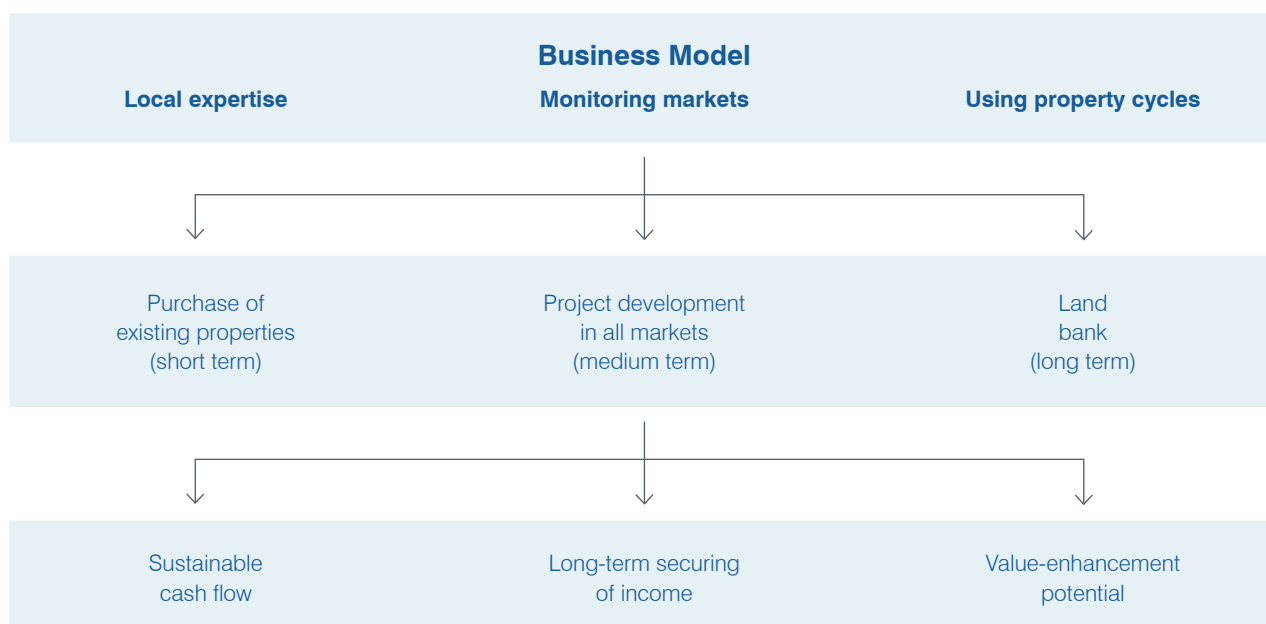 Business Model
Local expertise
Monitoring markets
Using property cycles
Purchase of
existing properties
(short term)
Project development
in all markets
(medium term)
Land
bank
(long term)
Sustainable
cash flow
Long-term securing
of income
Value-enhancement
potential